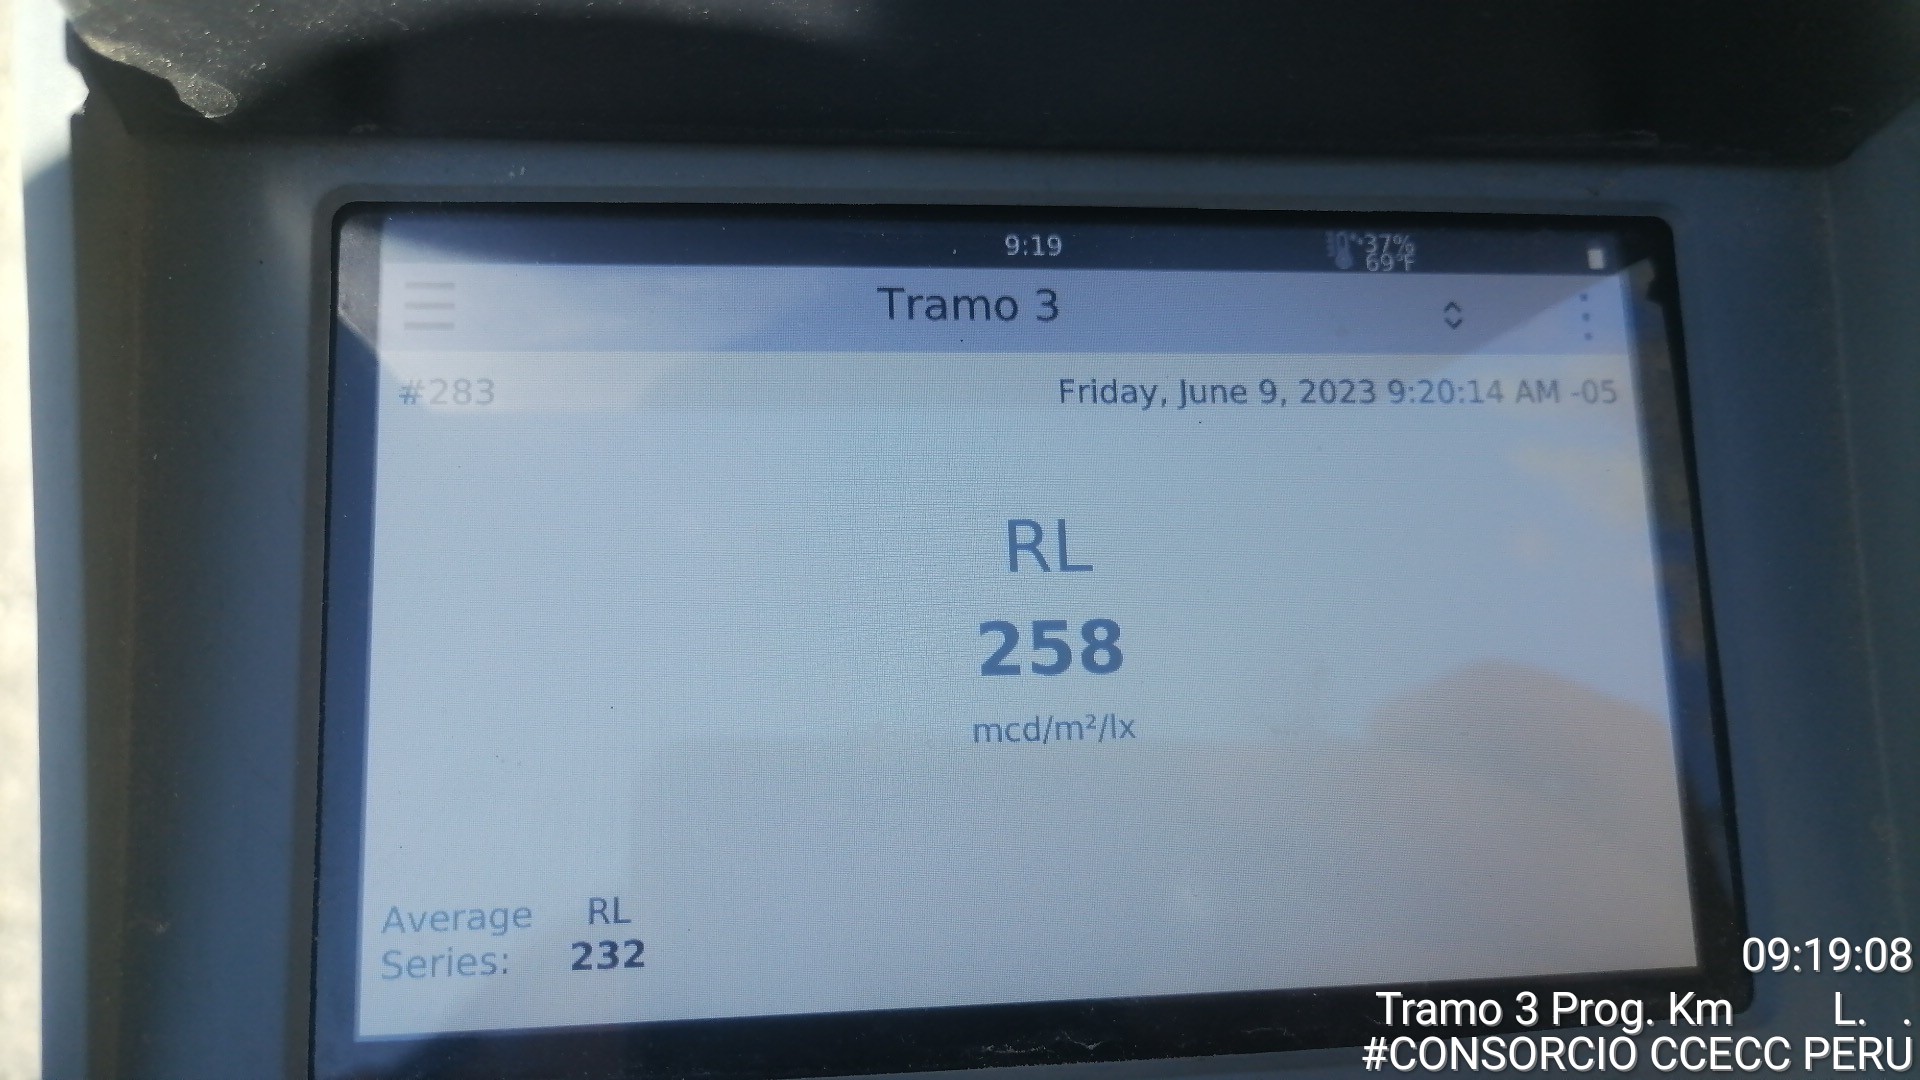 9:19
37%
69°F
Tramo 3
#283
Friday, June 9, 2023 9:20:14 AM -05
RL
258
mcd/m²/lx
Average RL
Series: 232
09:19:08
Tramo 3 Prog. Km L. .
#CONSORCIO CCECC PERU